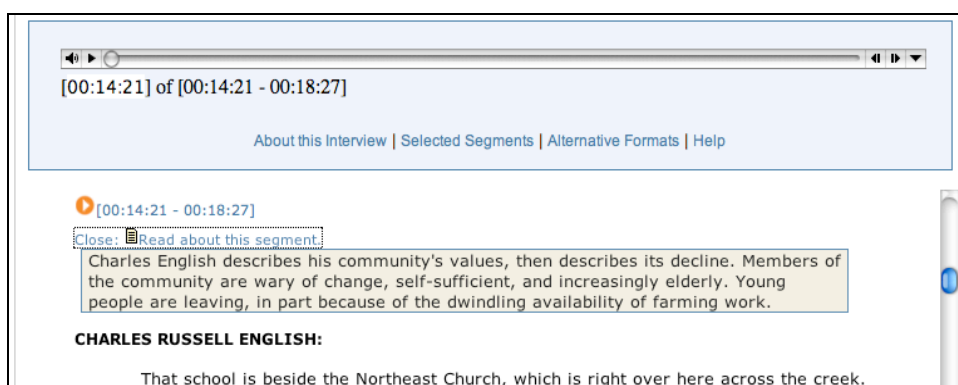 [00:14:21] of [00:14:21 - 00:18:27]
About this Interview | Selected Segments | Alternative Formats | Help
[00:14:21 - 00:18:27]
Close: Read about this segment.
Charles English describes his community's values, then describes its decline. Members of
the community are wary of change, self-sufficient, and increasingly elderly. Young
people are leaving, in part because of the dwindling availability of farming work.
CHARLES RUSSELL ENGLISH:
That school is beside the Northeast Church, which is right over here across the creek.